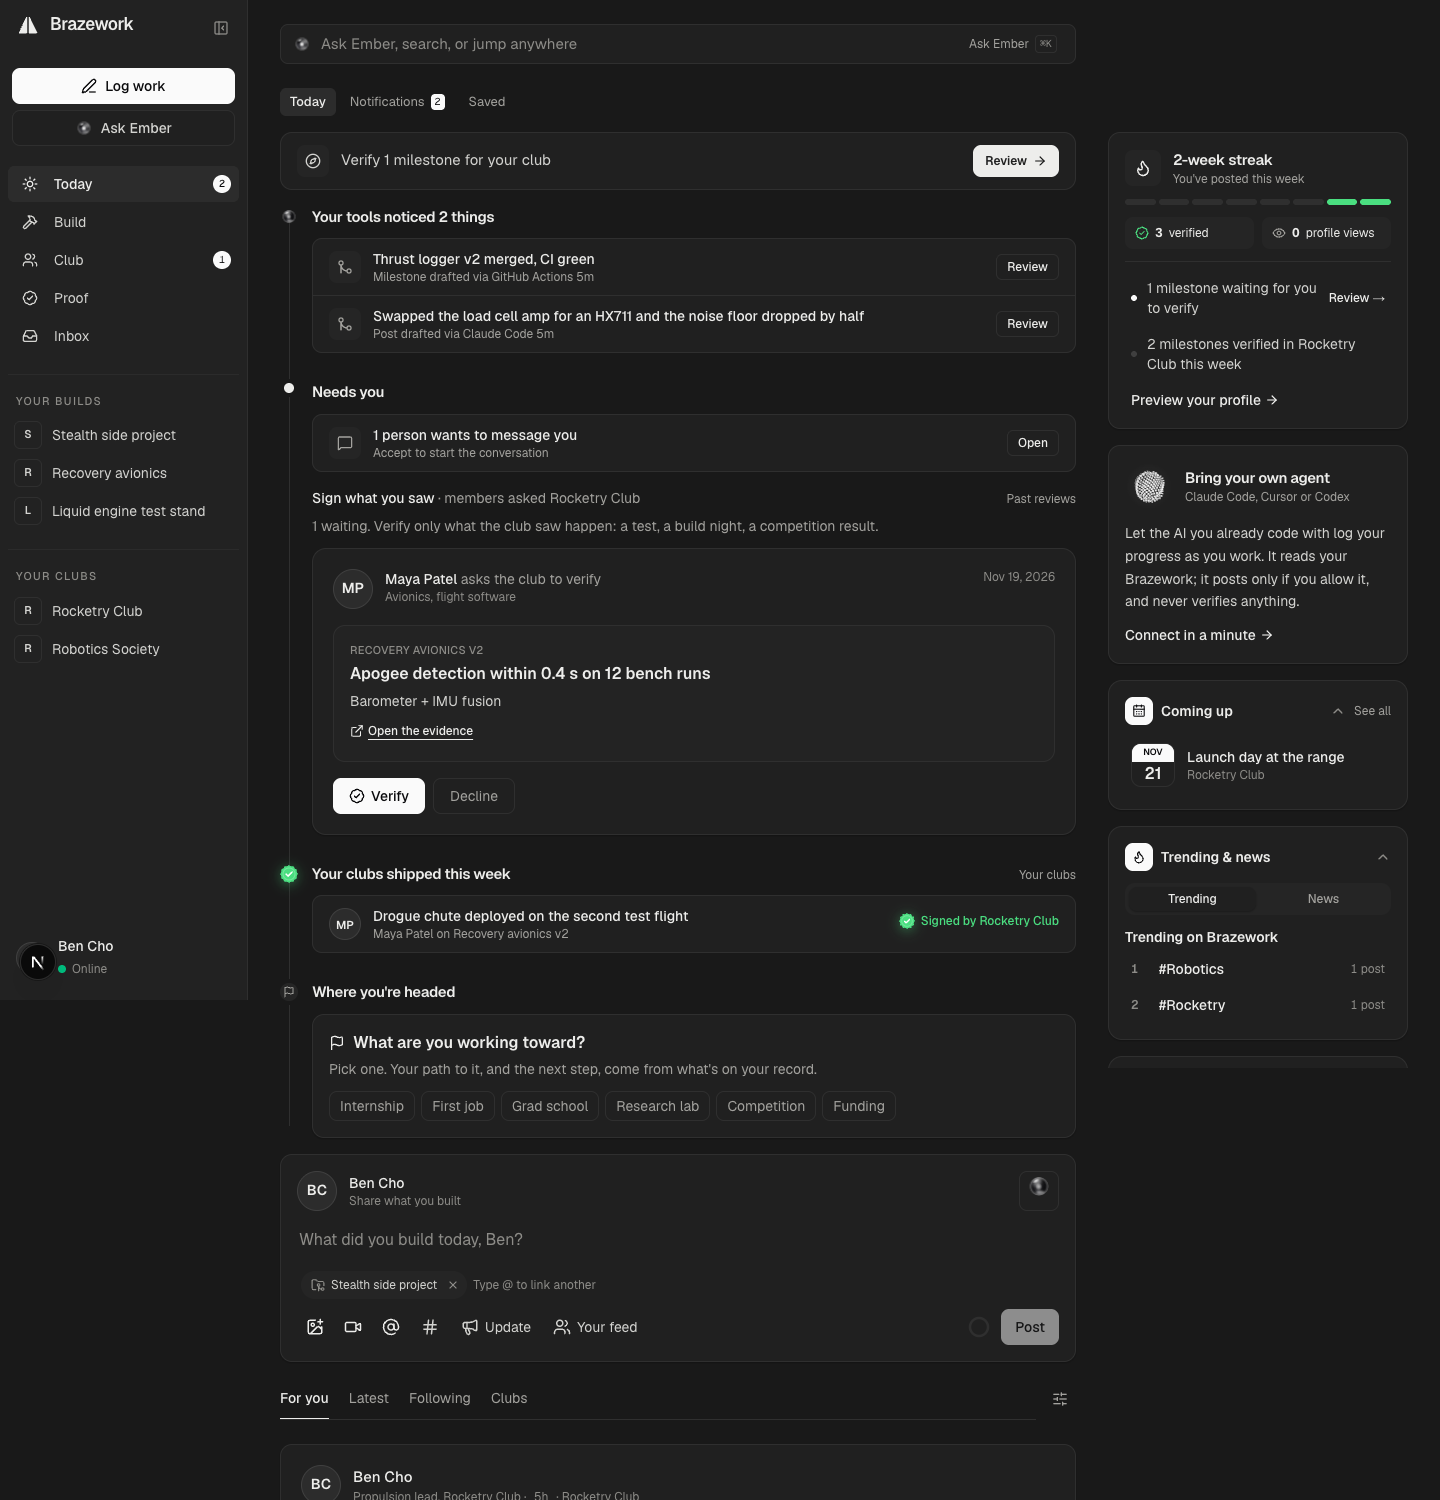 Brazework
Log work
Ask Ember
Today 2
Build
Club 1
Proof
Inbox
YOUR BUILDS
S Stealth side project
R Recovery avionics
L Liquid engine test stand
YOUR CLUBS
R Rocketry Club
R Robotics Society
N Ben Cho
Online
Ask Ember, search, or jump anywhere Ask Ember ⌘K
Today Notifications 2 Saved
Verify 1 milestone for your club Review →
Your tools noticed 2 things
Thrust logger v2 merged, CI green
Milestone drafted via GitHub Actions 5m Review
Swapped the load cell amp for an HX711 and the noise floor dropped by half
Post drafted via Claude Code 5m Review
Needs you
1 person wants to message you
Accept to start the conversation Open
Sign what you saw · members asked Rocketry Club Past reviews
1 waiting. Verify only what the club saw happen: a test, a build night, a competition result.
MP Maya Patel asks the club to verify Nov 19, 2026
Avionics, flight software
RECOVERY AVIONICS V2
Apogee detection within 0.4 s on 12 bench runs
Barometer + IMU fusion
Open the evidence
Verify Decline
Your clubs shipped this week Your clubs
MP Drogue chute deployed on the second test flight Signed by Rocketry Club
Maya Patel on Recovery avionics v2
Where you're headed
What are you working toward?
Pick one. Your path to it, and the next step, come from what's on your record.
Internship First job Grad school Research lab Competition Funding
BC Ben Cho
Share what you built
What did you build today, Ben?
Stealth side project × Type @ to link another
Update Your feed Post
For you Latest Following Clubs
BC Ben Cho
Propulsion lead, Rocketry Club · 5h · Rocketry Club
2-week streak
You've posted this week
3 verified 0 profile views
1 milestone waiting for you
to verify Review →
2 milestones verified in Rocketry
Club this week
Preview your profile →
Bring your own agent
Claude Code, Cursor or Codex
Let the AI you already code with log your
progress as you work. It reads your
Brazework; it posts only if you allow it,
and never verifies anything.
Connect in a minute →
Coming up See all
NOV
21
Launch day at the range
Rocketry Club
Trending & news
Trending News
Trending on Brazework
1 #Robotics 1 post
2 #Rocketry 1 post